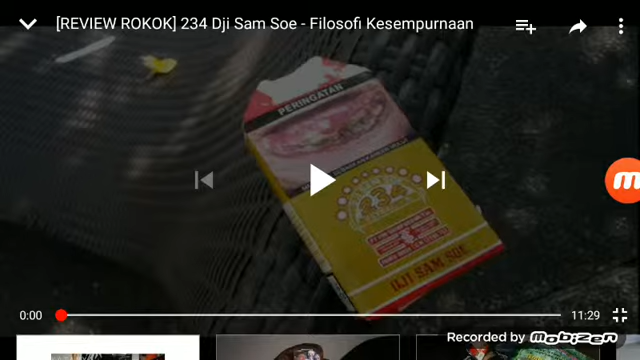 [REVIEW ROKOK] 234 Dji Sam Soe - Filosofi Kesempurnaan
PERINGATAN
234
DJI SAM SOE
0:00
11:29
Recorded by
mobizen